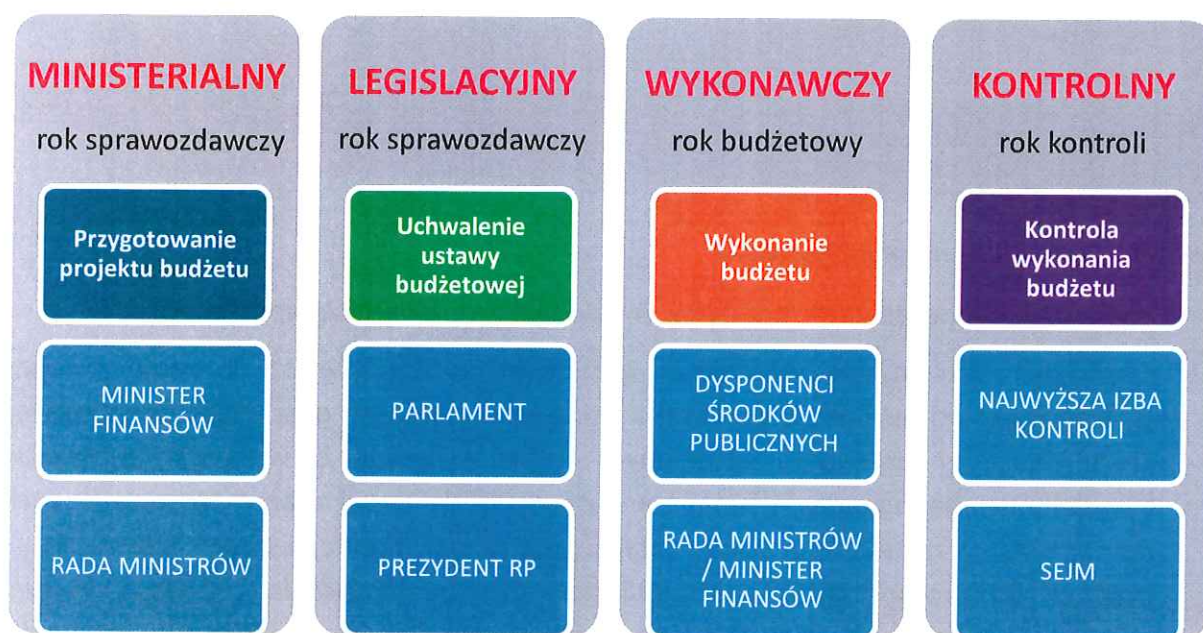 MINISTERIALNY
rok sprawozdawczy
Przygotowanie
projektu budżetu
MINISTER
FINANSÓW
RADA MINISTRÓW
LEGISLACYJNY
rok sprawozdawczy
Uchwalenie
ustawy
budżetowej
PARLAMENT
PREZYDENT RP
WYKONAWCZY
rok budżetowy
Wykonanie
budżetu
DYSPONENCI
ŚRODKÓW
PUBLICZNYCH
RADA MINISTRÓW
/ MINISTER
FINANSÓW
KONTROLNY
rok kontroli
Kontrola
wykonania
budżetu
NAJWYŻSZA IZBA
KONTROLI
SEJM